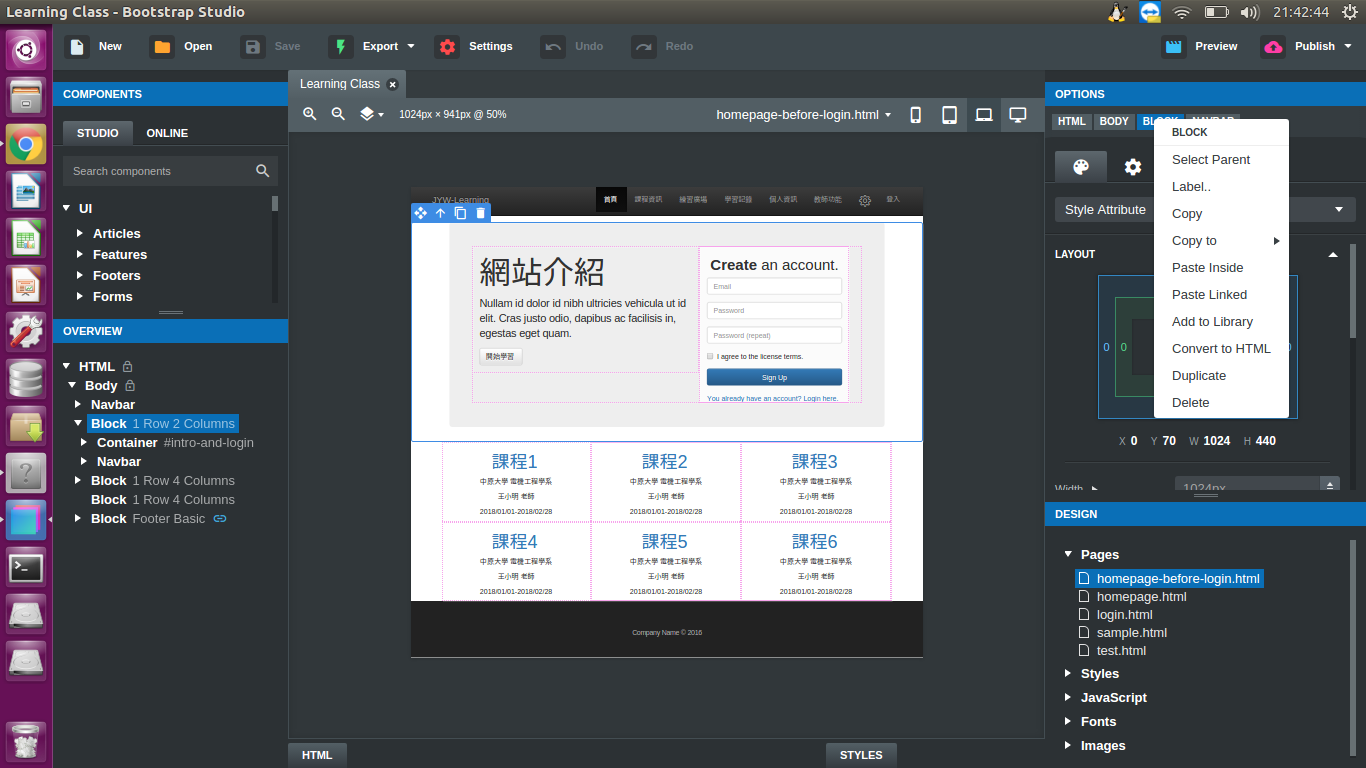 Learning Class - Bootstrap Studio
21:42:44
New
Open
Save
Export
Settings
Undo
Redo
Preview
Publish
COMPONENTS
STUDIO
ONLINE
Search components
UI
Articles
Features
Footers
Forms
OVERVIEW
HTML
Body
Navbar
Block 1 Row 2 Columns
Container #intro-and-login
Navbar
Block 1 Row 4 Columns
Block 1 Row 4 Columns
Block Footer Basic
Learning Class
1024px × 941px @ 50%
homepage-before-login.html
JYW-Learning
首頁
課程資訊
練習廣場
學習記錄
個人資訊
教師功能
登入
網站介紹
Nullam id dolor id nibh ultricies vehicula ut id
elit. Cras justo odio, dapibus ac facilisis in,
egestas eget quam.
開始學習
Create an account.
Email
Password
Password (repeat)
I agree to the license terms.
Sign Up
You already have an account? Login here.
課程1
中原大學 電機工程學系
王小明 老師
2018/01/01-2018/02/28
課程2
中原大學 電機工程學系
王小明 老師
2018/01/01-2018/02/28
課程3
中原大學 電機工程學系
王小明 老師
2018/01/01-2018/02/28
課程4
中原大學 電機工程學系
王小明 老師
2018/01/01-2018/02/28
課程5
中原大學 電機工程學系
王小明 老師
2018/01/01-2018/02/28
課程6
中原大學 電機工程學系
王小明 老師
2018/01/01-2018/02/28
Company Name © 2016
HTML
STYLES
OPTIONS
HTML
BODY
BLOCK
NAVBAR
BLOCK
Select Parent
Label..
Copy
Copy to
Paste Inside
Paste Linked
Add to Library
Convert to HTML
Duplicate
Delete
Style Attribute
LAYOUT
0 0
X 0 Y 70 W 1024 H 440
Width
1024px
DESIGN
Pages
homepage-before-login.html
homepage.html
login.html
sample.html
test.html
Styles
JavaScript
Fonts
Images